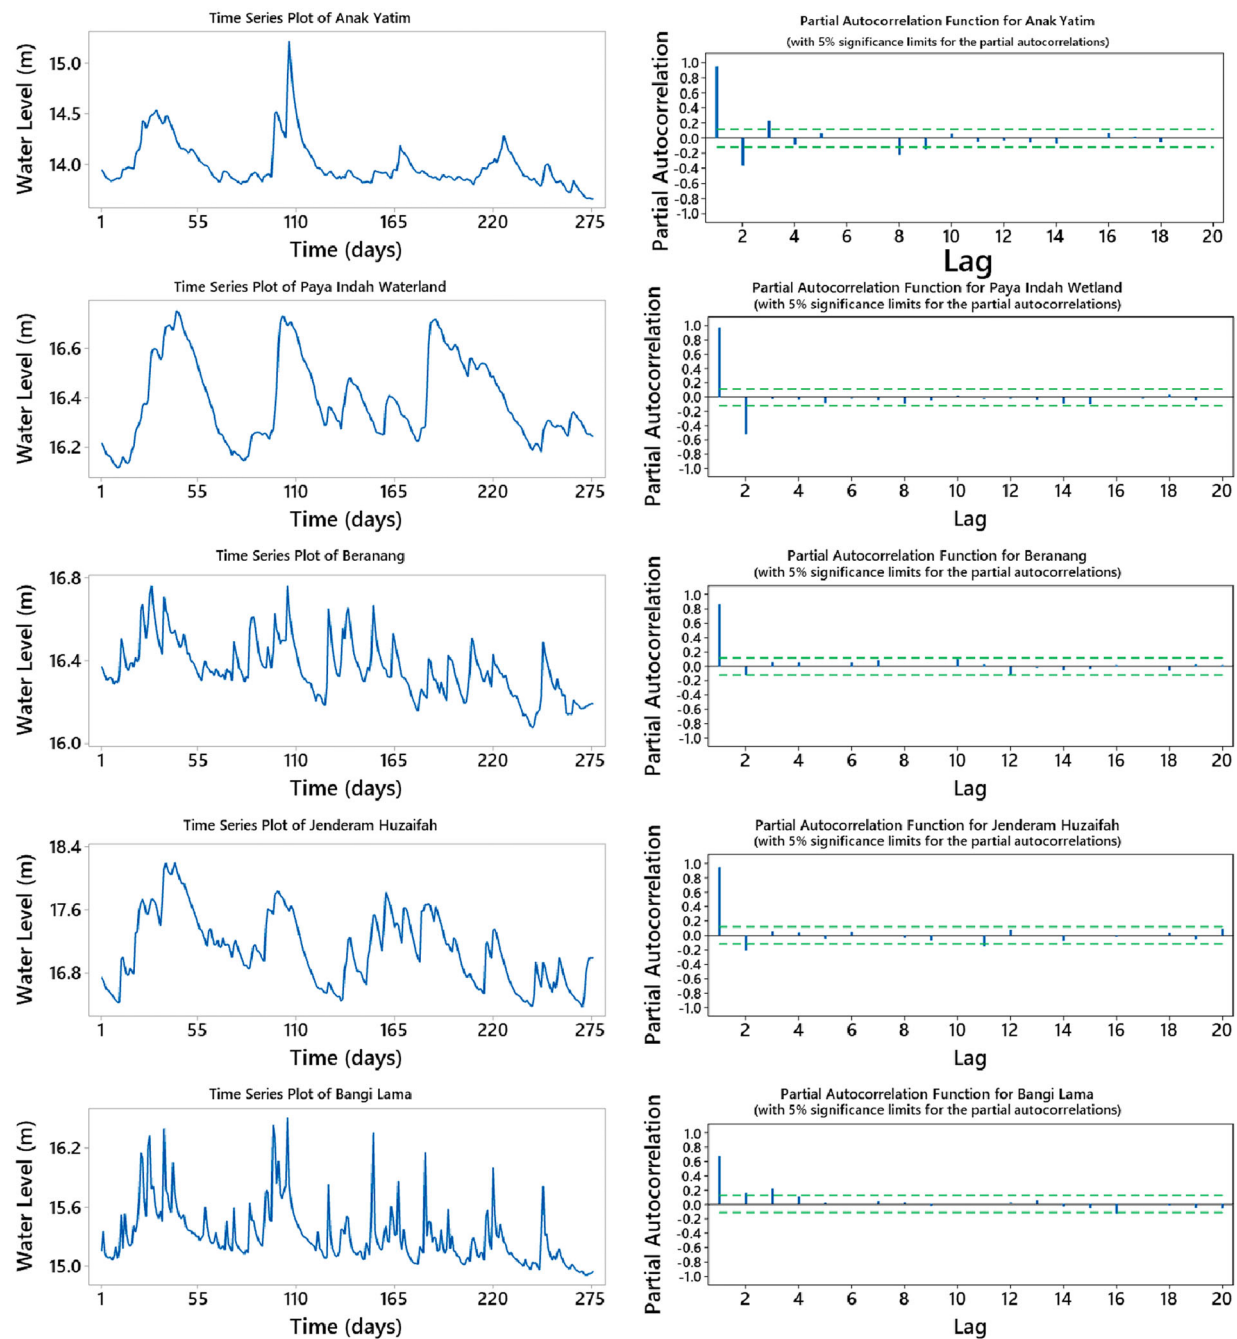 Time Series Plot of Anak Yatim
Water Level (m)
15.0
14.5
14.0
1 55 110 165 220 275
Time (days)
Partial Autocorrelation Function for Anak Yatim
(with 5% significance limits for the partial autocorrelations)
Partial Autocorrelation
1.0
0.8
0.6
0.4
0.2
0.0
-0.2
-0.4
-0.6
-0.8
-1.0
2 4 6 8 10 12 14 16 18 20
Lag
Time Series Plot of Paya Indah Waterland
Water Level (m)
16.6
16.4
16.2
1 55 110 165 220 275
Time (days)
Partial Autocorrelation Function for Paya Indah Wetland
(with 5% significance limits for the partial autocorrelations)
Partial Autocorrelation
1.0
0.8
0.6
0.4
0.2
0.0
-0.2
-0.4
-0.6
-0.8
-1.0
2 4 6 8 10 12 14 16 18 20
Lag
Time Series Plot of Beranang
Water Level (m)
16.8
16.4
16.0
1 55 110 165 220 275
Time (days)
Partial Autocorrelation Function for Beranang
(with 5% significance limits for the partial autocorrelations)
Partial Autocorrelation
1.0
0.8
0.6
0.4
0.2
0.0
-0.2
-0.4
-0.6
-0.8
-1.0
2 4 6 8 10 12 14 16 18 20
Lag
Time Series Plot of Jenderam Huzaifah
Water Level (m)
18.4
17.6
16.8
1 55 110 165 220 275
Time (days)
Partial Autocorrelation Function for Jenderam Huzaifah
(with 5% significance limits for the partial autocorrelations)
Partial Autocorrelation
1.0
0.8
0.6
0.4
0.2
0.0
-0.2
-0.4
-0.6
-0.8
-1.0
2 4 6 8 10 12 14 16 18 20
Lag
Time Series Plot of Bangi Lama
Water Level (m)
16.2
15.6
15.0
1 55 110 165 220 275
Time (days)
Partial Autocorrelation Function for Bangi Lama
(with 5% significance limits for the partial autocorrelations)
Partial Autocorrelation
1.0
0.8
0.6
0.4
0.2
0.0
-0.2
-0.4
-0.6
-0.8
-1.0
2 4 6 8 10 12 14 16 18 20
Lag